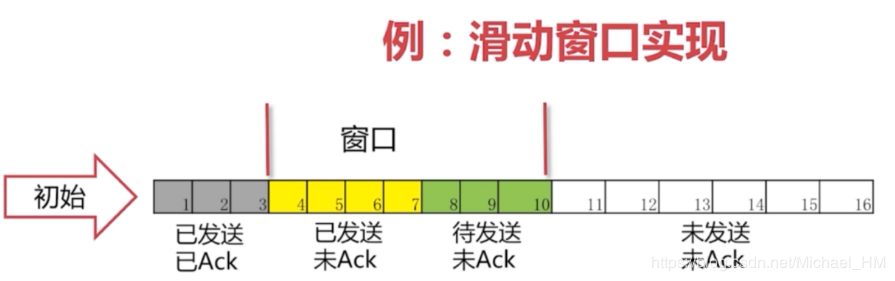 例：滑动窗口实现
窗口
初始
1 2 3 4 5 6 7 8 9 10 11 12 13 14 15 16
已发送 已发送 待发送 未发送
已Ack 未Ack 未Ack 未Ack
https://blog.csdn.net/Michael_HM